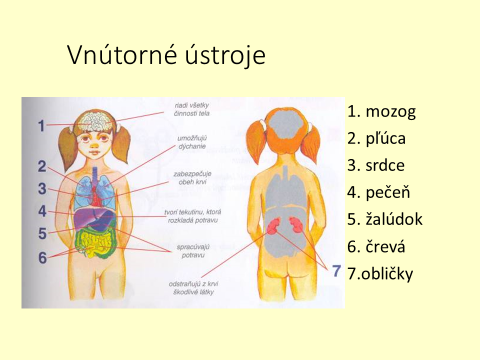 Vnútorné ústroje
1
2
3
4
5
6
riadi všetky
činnosti tela
umožňujú
dýchanie
zabezpečuje
obeh krvi
tvorí tekutinu, ktorá
rozkladá potravu
spracúvajú
potravu
odstraňujú z krvi
škodlivé látky
7
1. mozog
2. pľúca
3. srdce
4. pečeň
5. žalúdok
6. črevá
7.obličky